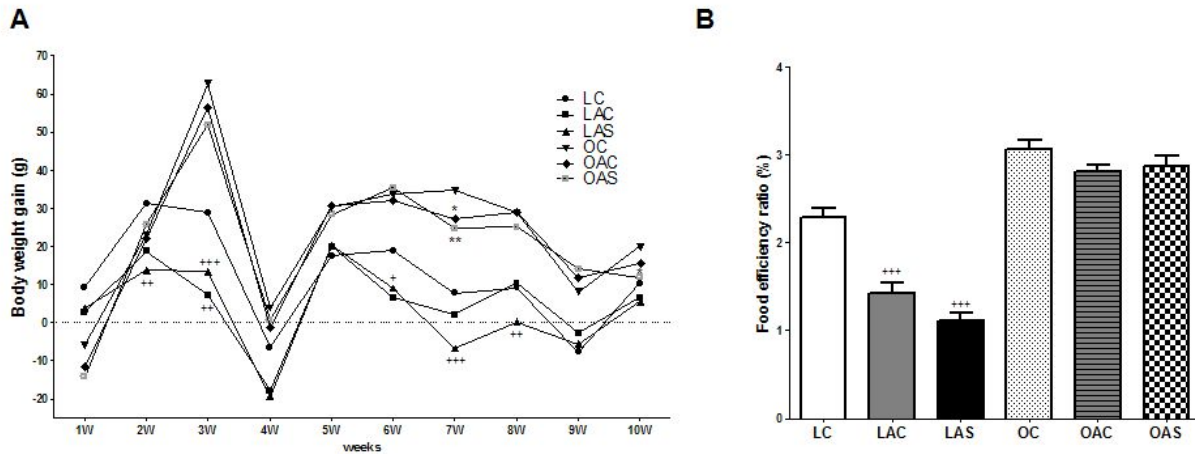 A
B
Body weight gain (g)
70
60
50
40
30
20
10
0
-10
-20
1W 2W 3W 4W 5W 6W 7W 8W 9W 10W
weeks
LC
LAC
LAS
OC
OAC
OAS
+++
++
++
+
*
**
+++
++
*
Food efficiency ratio (%)
4
3
2
1
0
+++
+++
LC LAC LAS OC OAC OAS